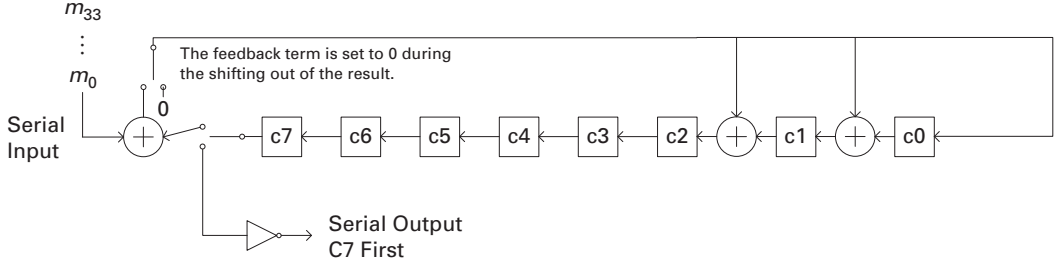 m33
⋮
m0
The feedback term is set to 0 during
the shifting out of the result.
0
Serial
Input
+
c7
c6
c5
c4
c3
c2
+
c1
+
c0
Serial Output
C7 First